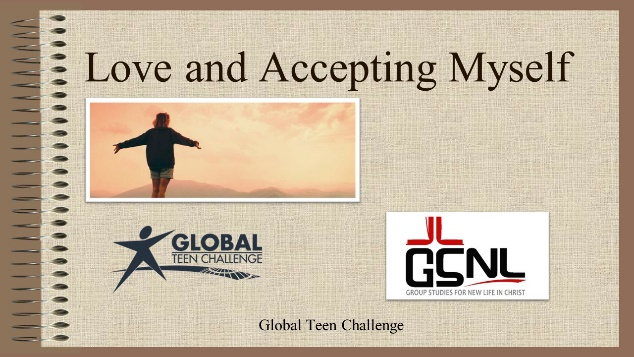 Love and Accepting Myself
GLOBAL
TEEN CHALLENGE
GSNL
GROUP STUDIES FOR NEW LIFE IN CHRIST
Global Teen Challenge